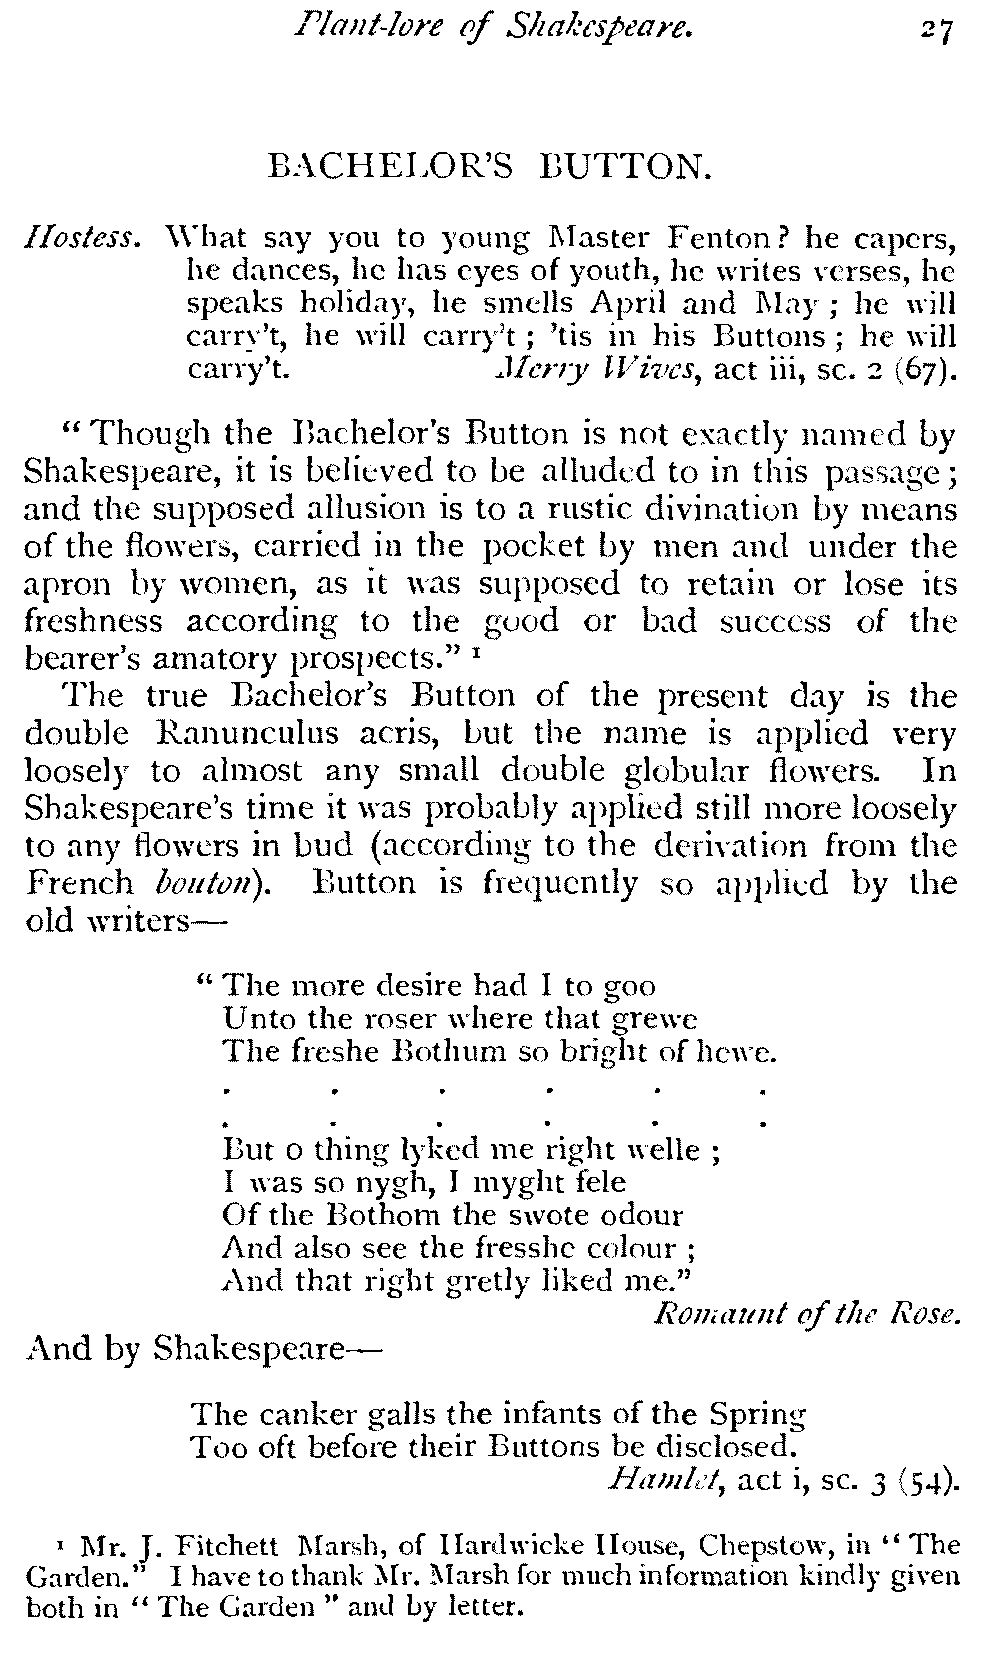 Plant-lore of Shakespeare. 27
BACHELOR'S BUTTON.
Hostess. What say you to young Master Fenton? he capers,
he dances, he has eyes of youth, he writes verses, he
speaks holiday, he smells April and May; he will
carry't, he will carry't; 'tis in his Buttons; he will
carry't. Merry Wives, act iii, sc. 2 (67).
"Though the Bachelor's Button is not exactly named by
Shakespeare, it is believed to be alluded to in this passage;
and the supposed allusion is to a rustic divination by means
of the flowers, carried in the pocket by men and under the
apron by women, as it was supposed to retain or lose its
freshness according to the good or bad success of the
bearer's amatory prospects." ¹
The true Bachelor's Button of the present day is the
double Ranunculus acris, but the name is applied very
loosely to almost any small double globular flowers. In
Shakespeare's time it was probably applied still more loosely
to any flowers in bud (according to the derivation from the
French bouton). Button is frequently so applied by the
old writers—
"The more desire had I to goo
Unto the roser where that grewe
The freshe Bothum so bright of hewe.
. . . . . .
. . . . . .
But o thing lyked me right welle;
I was so nygh, I myght fele
Of the Bothom the swote odour
And also see the fresshe colour;
And that right gretly liked me."
Romaunt of the Rose.
And by Shakespeare—
The canker galls the infants of the Spring
Too oft before their Buttons be disclosed.
Hamlet, act i, sc. 3 (54).
¹ Mr. J. Fitchett Marsh, of Hardwicke House, Chepstow, in "The
Garden." I have to thank Mr. Marsh for much information kindly given
both in "The Garden" and by letter.